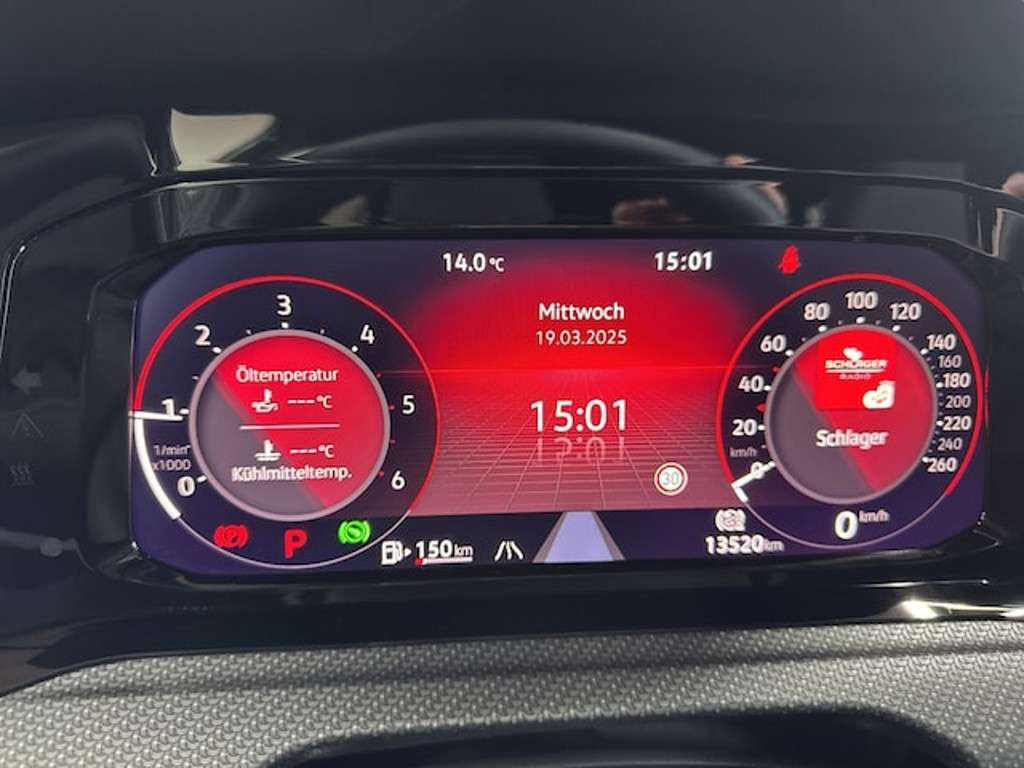 14.0 °C
15:01
Mittwoch
19.03.2025
15:01
30
0
1
2
3
4
5
6
1/min
x1000
Öltemperatur
---°C
---°C
Kühlmitteltemp.
P
150 km
13520 km
0
20
40
60
80
100
120
140
160
180
200
220
240
260
km/h
SCHLAGER
RADIO
Schlager
0 km/h